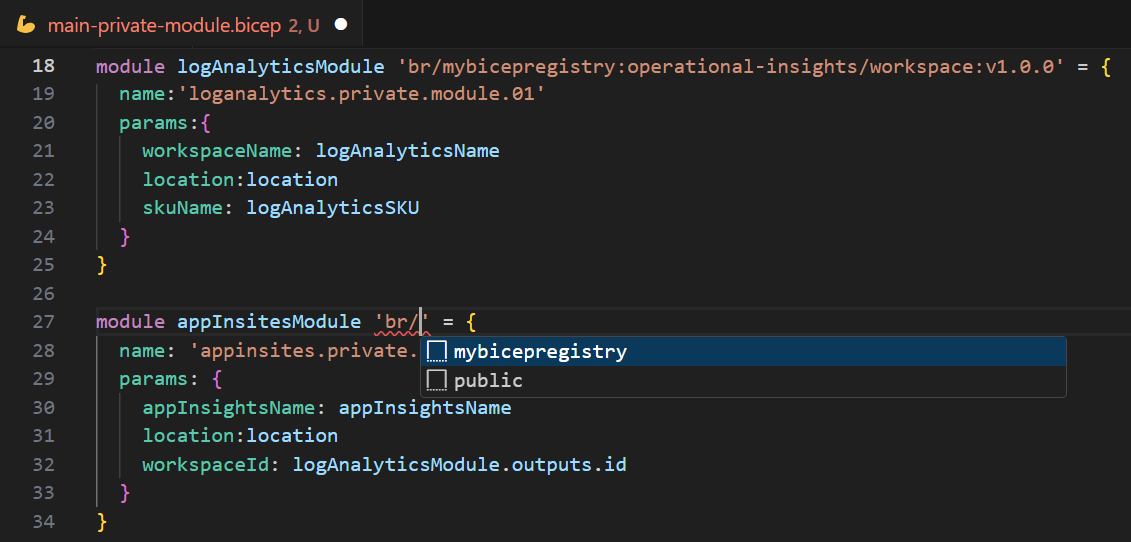 main-private-module.bicep 2, U
18 module logAnalyticsModule 'br/mybicepregistry:operational-insights/workspace:v1.0.0' = {
19 name:'loganalytics.private.module.01'
20 params:{
21 workspaceName: logAnalyticsName
22 location:location
23 skuName: logAnalyticsSKU
24 }
25 }
26
27 module appInsitesModule 'br/' = {
28 name: 'appinsites.private.
mybicepregistry
29 params: {
public
30 appInsightsName: appInsightsName
31 location:location
32 workspaceId: logAnalyticsModule.outputs.id
33 }
34 }